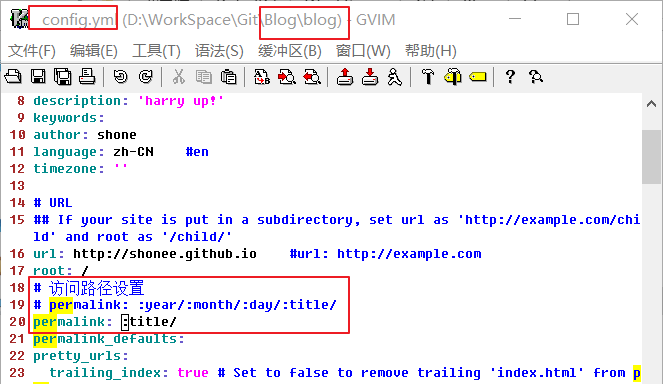 _config.yml (D:\WorkSpace\Git\Blog\blog) - GVIM
文件(F) 编辑(E) 工具(T) 语法(S) 缓冲区(B) 窗口(W) 帮助(H)
8 description: 'harry up!'
9 keywords:
10 author: shone
11 language: zh-CN    #en
12 timezone: ''
13
14 # URL
15 ## If your site is put in a subdirectory, set url as 'http://example.com/chi
ld' and root as '/child/'
16 url: http://shonee.github.io    #url: http://example.com
17 root: /
18 # 访问路径设置
19 # permalink: :year/:month/:day/:title/
20 permalink: :title/
21 permalink_defaults:
22 pretty_urls:
23   trailing_index: true # Set to false to remove trailing 'index.html' from p